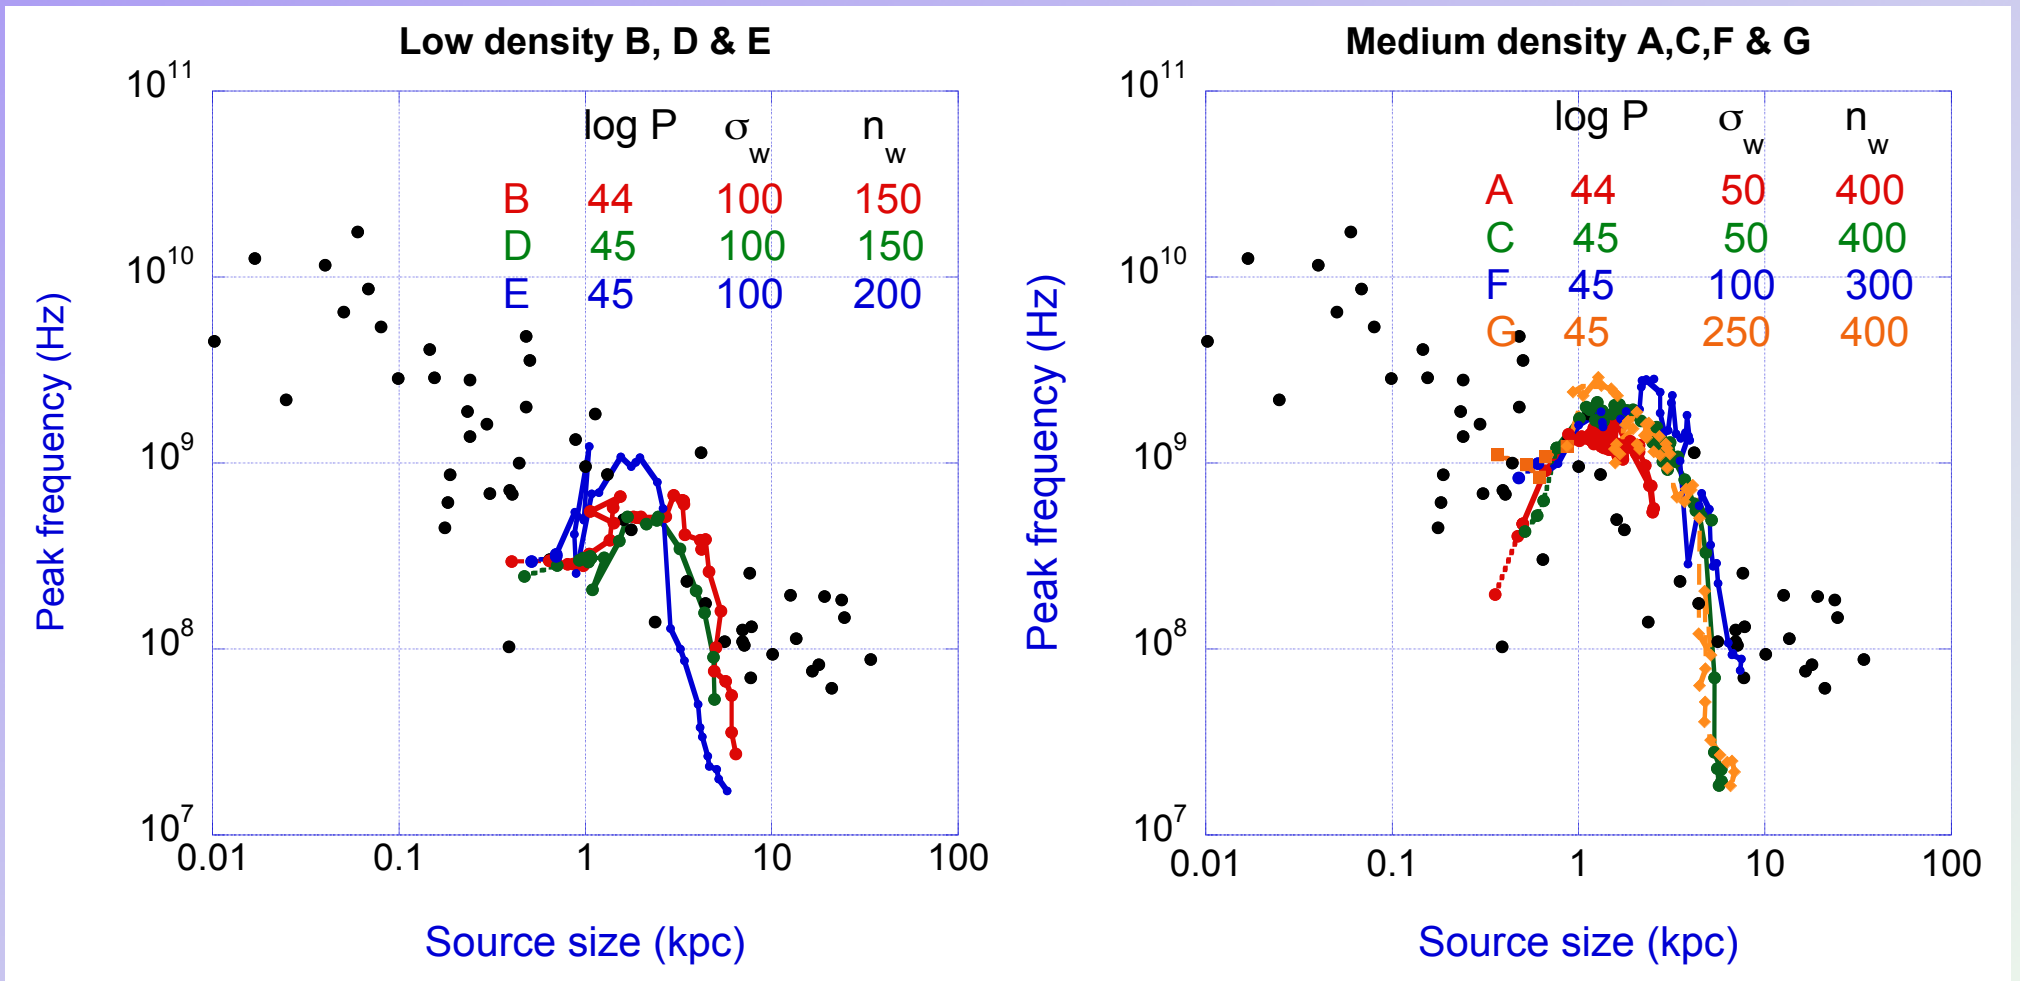 Low density B, D & E
10^11
10^10
10^9
10^8
10^7
0.01 0.1 1 10 100
Peak frequency (Hz)
Source size (kpc)
log P σ_w n_w
B 44 100 150
D 45 100 150
E 45 100 200
Medium density A,C,F & G
10^11
10^10
10^9
10^8
10^7
0.01 0.1 1 10 100
Peak frequency (Hz)
Source size (kpc)
log P σ_w n_w
A 44 50 400
C 45 50 400
F 45 100 300
G 45 250 400